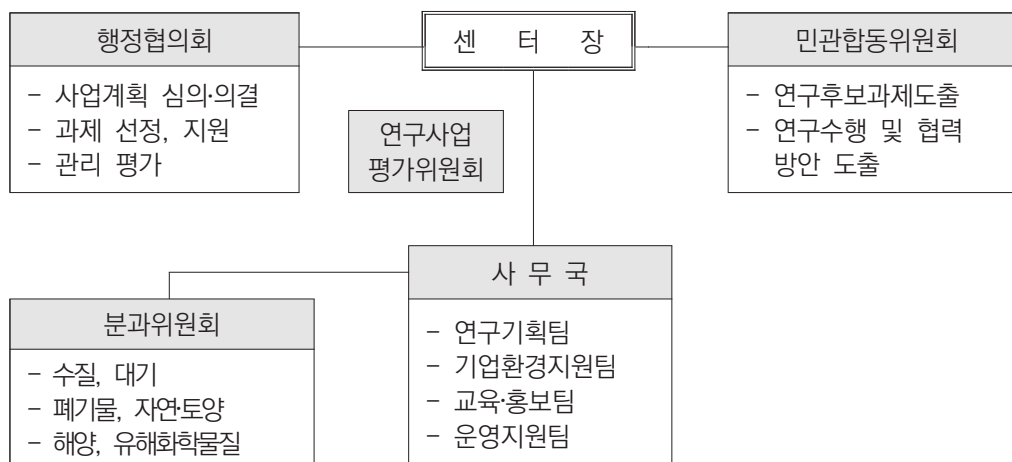 행정협의회
- 사업계획 심의·의결
- 과제 선정, 지원
- 관리 평가
센 터 장
민관합동위원회
- 연구후보과제도출
- 연구수행 및 협력
방안 도출
연구사업
평가위원회
사 무 국
- 연구기획팀
- 기업환경지원팀
- 교육·홍보팀
- 운영지원팀
분과위원회
- 수질, 대기
- 폐기물, 자연·토양
- 해양, 유해화학물질